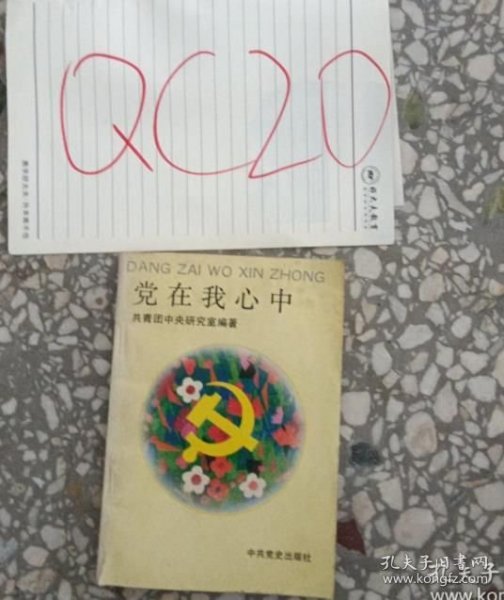 QC20
DANG ZAI WO XIN ZHONG
党在我心中
共青团中央研究室编著
中共党史出版社
孔夫子旧书网
www.kongfz.com